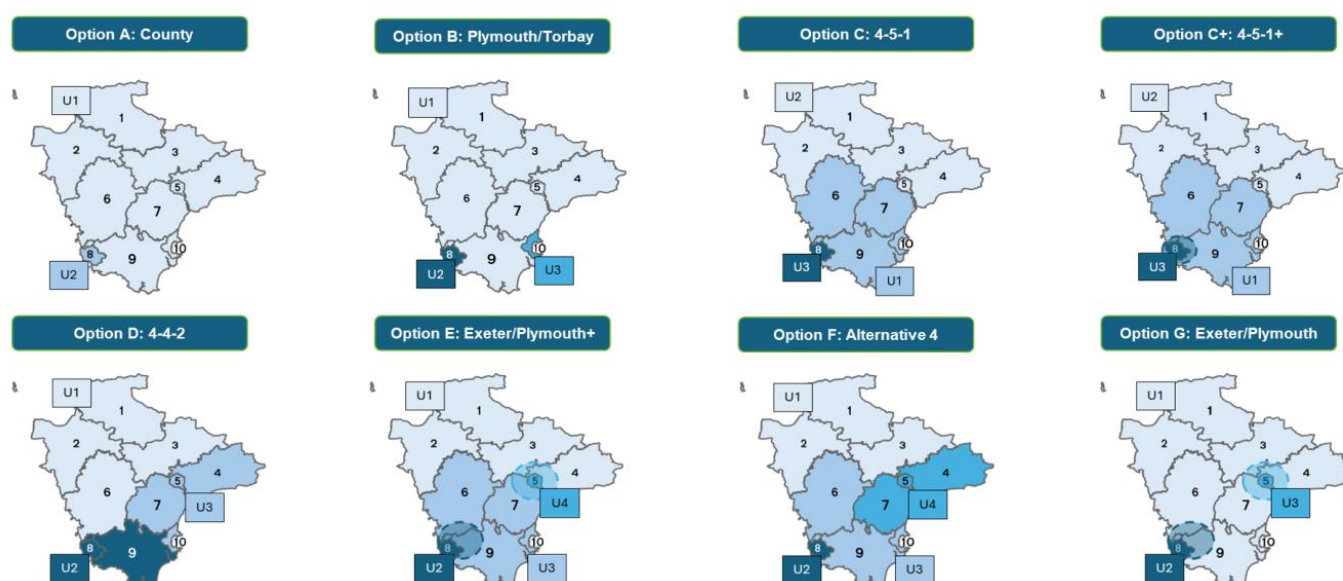 Option A: County
Option B: Plymouth/Torbay
Option C: 4-5-1
Option C+: 4-5-1+
U1
1
2
3
4
5
6
7
8
9
10
U2
U1
1
2
3
4
5
6
7
8
9
10
U2
U3
U2
1
2
3
4
5
6
7
8
9
10
U3
U1
U2
1
2
3
4
5
6
7
8
9
10
U3
U1
Option D: 4-4-2
Option E: Exeter/Plymouth+
Option F: Alternative 4
Option G: Exeter/Plymouth
U1
1
2
3
4
5
6
7
U3
8
9
10
U2
U1
1
2
3
4
5
6
7
U4
8
9
10
U2
U3
U1
1
2
3
4
5
6
7
U4
8
9
10
U2
U3
U1
1
2
3
4
5
6
7
U3
8
9
10
U2